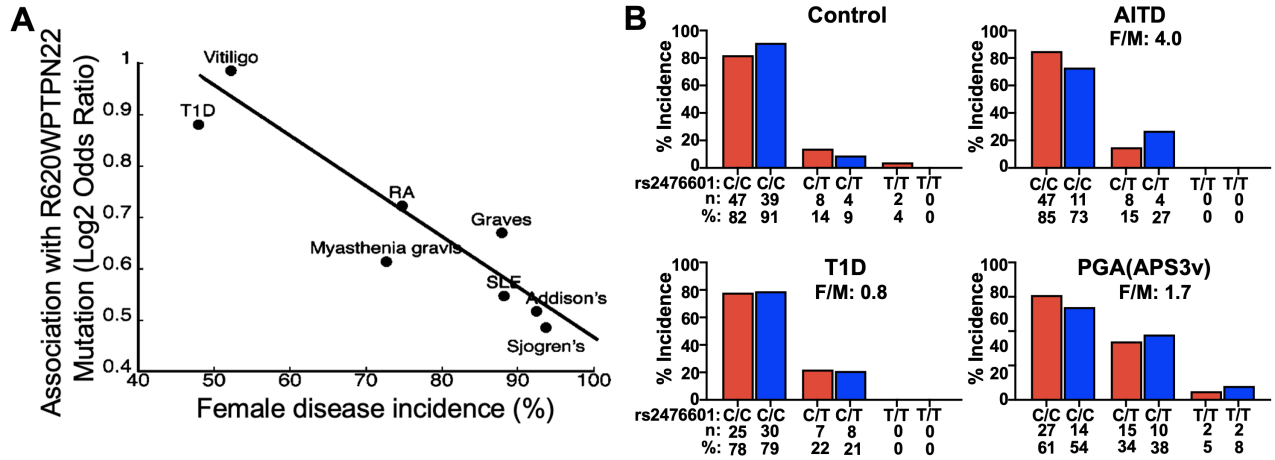 A
Association with R620WPTPN22
Mutation (Log2 Odds Ratio)
1
0.9
0.8
0.7
0.6
0.5
0.4
40 50 60 70 80 90 100
Female disease incidence (%)
Vitiligo
T1D
RA
Graves
Myasthenia gravis
SLE
Addison's
Sjogren's
B
Control
% Incidence
100
80
60
40
20
0
rs2476601: C/C C/C C/T C/T T/T T/T
n: 47 39 8 4 2 0
%: 82 91 14 9 4 0
AITD
F/M: 4.0
% Incidence
100
80
60
40
20
0
C/C C/C C/T C/T T/T T/T
47 11 8 4 0 0
85 73 15 27 0 0
T1D
F/M: 0.8
% Incidence
100
80
60
40
20
0
rs2476601: C/C C/C C/T C/T T/T T/T
n: 25 30 7 8 0 0
%: 78 79 22 21 0 0
PGA(APS3v)
F/M: 1.7
% Incidence
100
80
60
40
20
0
C/C C/C C/T C/T T/T T/T
27 14 15 10 2 2
61 54 34 38 5 8